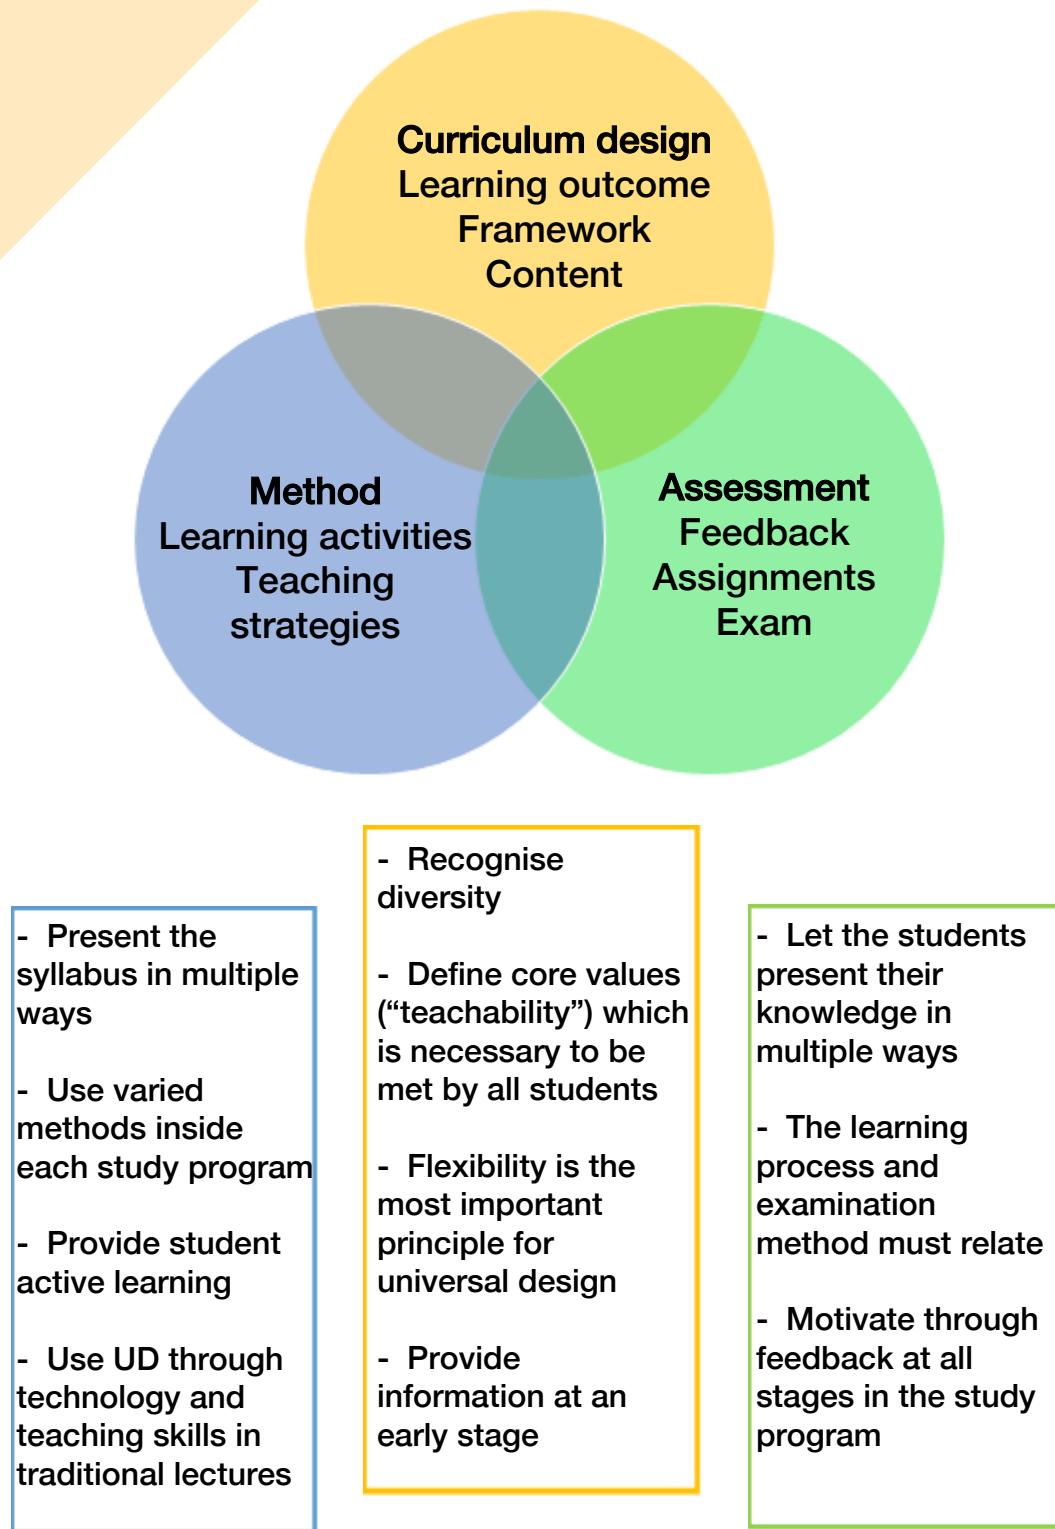 Curriculum design
Learning outcome
Framework
Content
Method
Learning activities
Teaching
strategies
Assessment
Feedback
Assignments
Exam
- Present the
syllabus in multiple
ways
- Use varied
methods inside
each study program
- Provide student
active learning
- Use UD through
technology and
teaching skills in
traditional lectures
- Recognise
diversity
- Define core values
(“teachability”) which
is necessary to be
met by all students
- Flexibility is the
most important
principle for
universal design
- Provide
information at an
early stage
- Let the students
present their
knowledge in
multiple ways
- The learning
process and
examination
method must relate
- Motivate through
feedback at all
stages in the study
program